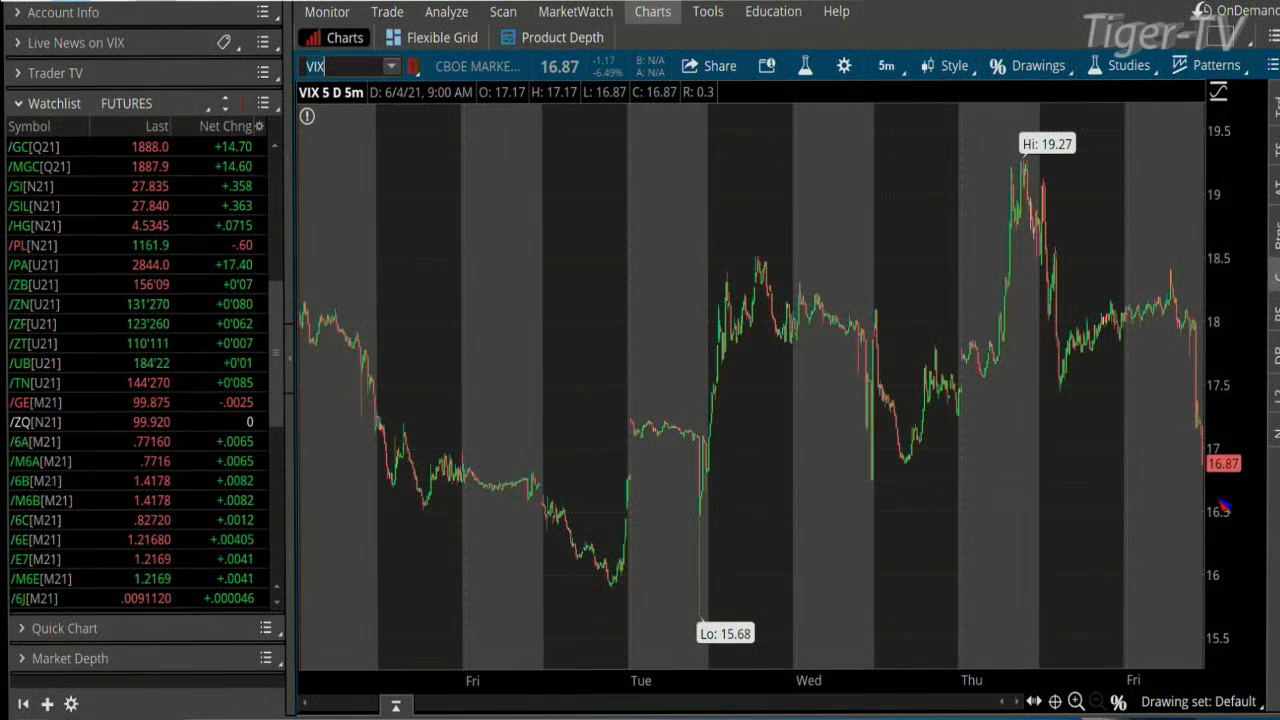 Account Info
Live News on VIX
Trader TV
Watchlist FUTURES
Symbol Last Net Chng
/GC[Q21] 1888.0 +14.70
/MGC[Q21] 1887.9 +14.60
/SI[N21] 27.835 +.358
/SIL[N21] 27.840 +.363
/HG[N21] 4.5345 +.0715
/PL[N21] 1161.9 -.60
/PA[U21] 2844.0 +17.40
/ZB[U21] 156'09 +0'07
/ZN[U21] 131'270 +0'080
/ZF[U21] 123'260 +0'062
/ZT[U21] 110'111 +0'007
/UB[U21] 184'22 +0'01
/TN[U21] 144'270 +0'085
/GE[M21] 99.875 -.0025
/ZQ[N21] 99.920 0
/6A[M21] .77160 +.0065
/M6A[M21] .7716 +.0065
/6B[M21] 1.4178 +.0082
/M6B[M21] 1.4178 +.0082
/6C[M21] .82720 +.0012
/6E[M21] 1.21680 +.00405
/E7[M21] 1.2169 +.0041
/M6E[M21] 1.2169 +.0041
/6J[M21] .0091120 +.000046
Quick Chart
Market Depth
Monitor Trade Analyze Scan MarketWatch Charts Tools Education Help
OnDemand
Tiger-TV
Charts Flexible Grid Product Depth
VIX CBOE MARKE... 16.87 -1.17 -6.49% B: N/A A: N/A Share 5m Style % Drawings Studies Patterns
VIX 5 D 5m D: 6/4/21, 9:00 AM O: 17.17 H: 17.17 L: 16.87 C: 16.87 R: 0.3
Hi: 19.27
Lo: 15.68
19.5
19
18.5
18
17.5
17
16.87
16.5
16
15.5
Fri Tue Wed Thu Fri
Drawing set: Default